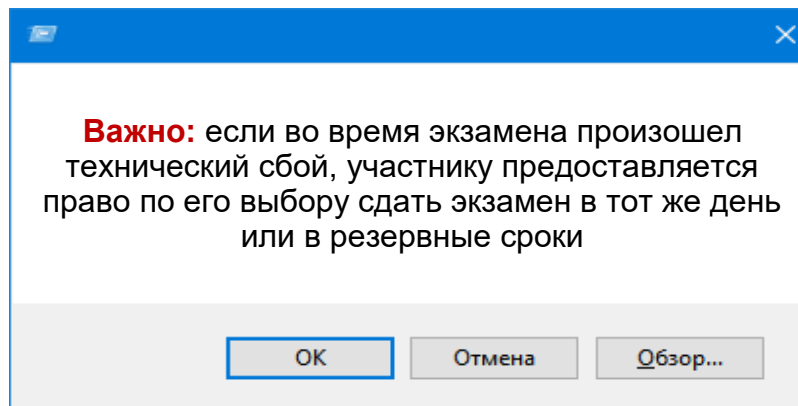 Важно: если во время экзамена произошел
технический сбой, участнику предоставляется
право по его выбору сдать экзамен в тот же день
или в резервные сроки
ОК
Отмена
Обзор...